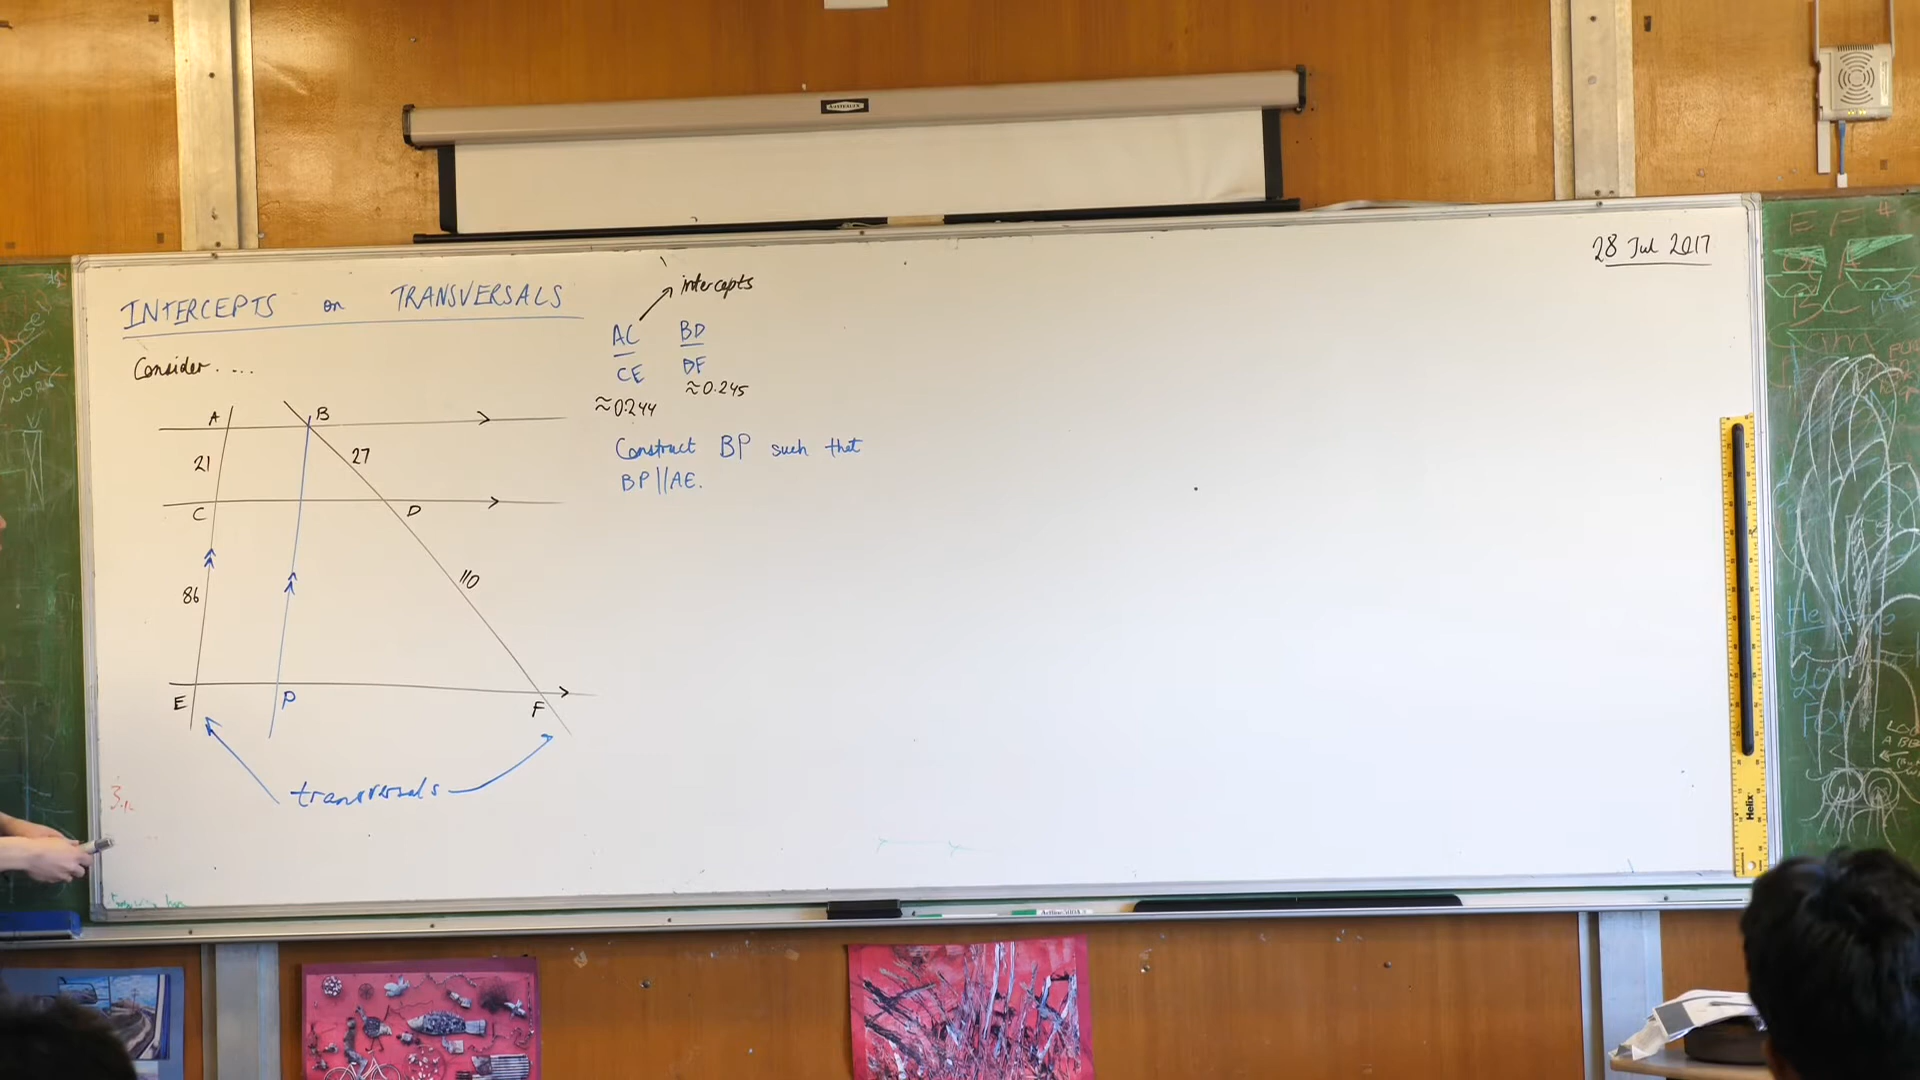 28 Jul 2017
INTERCEPTS on TRANSVERSALS
Consider.....
A
B
21
27
C
D
86
110
E
P
F
transversals
intercepts
AC BD
CE DF
≈0.244 ≈0.245
Construct BP such that
BP||AE.
Helix
E F #